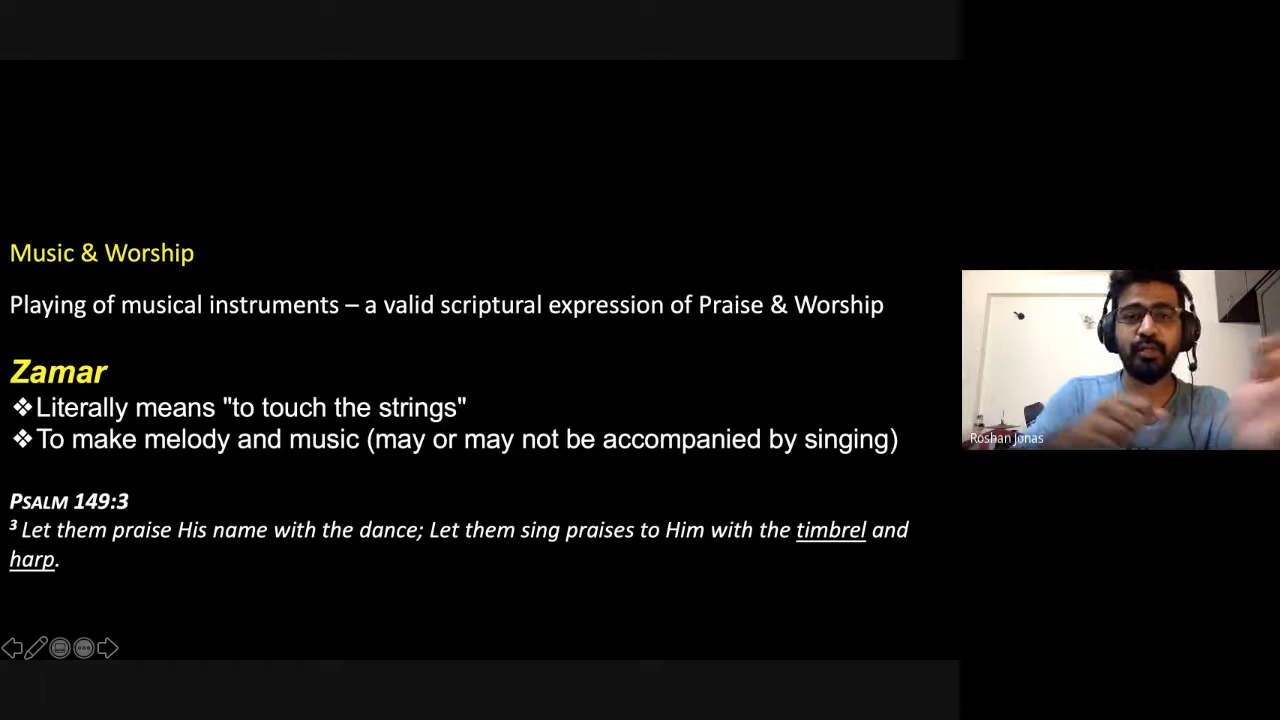 Music & Worship
Playing of musical instruments – a valid scriptural expression of Praise & Worship
Zamar
❖Literally means "to touch the strings"
❖To make melody and music (may or may not be accompanied by singing)
PSALM 149:3
3 Let them praise His name with the dance; Let them sing praises to Him with the timbrel and
harp.
Roshan Jonas